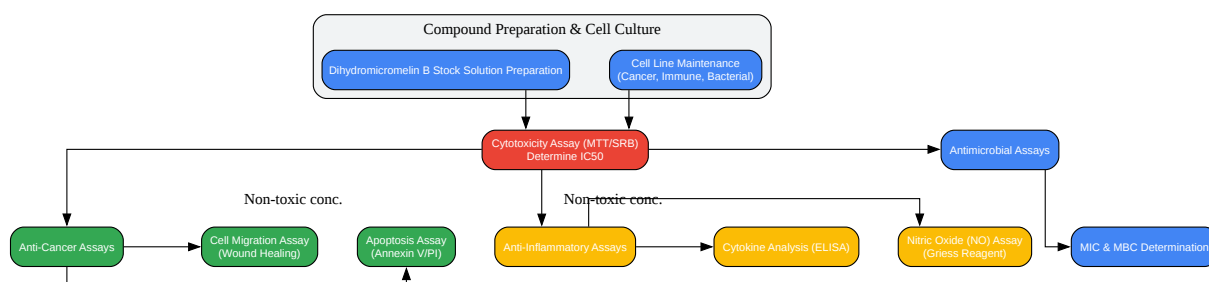 Compound Preparation & Cell Culture
Dihydromicromelin B Stock Solution Preparation
Cell Line Maintenance
(Cancer, Immune, Bacterial)
Cytotoxicity Assay (MTT/SRB)
Determine IC50
Antimicrobial Assays
Non-toxic conc.
Non-toxic conc.
Anti-Cancer Assays
Cell Migration Assay
(Wound Healing)
Apoptosis Assay
(Annexin V/PI)
Anti-Inflammatory Assays
Cytokine Analysis (ELISA)
Nitric Oxide (NO) Assay
(Griess Reagent)
MIC & MBC Determination